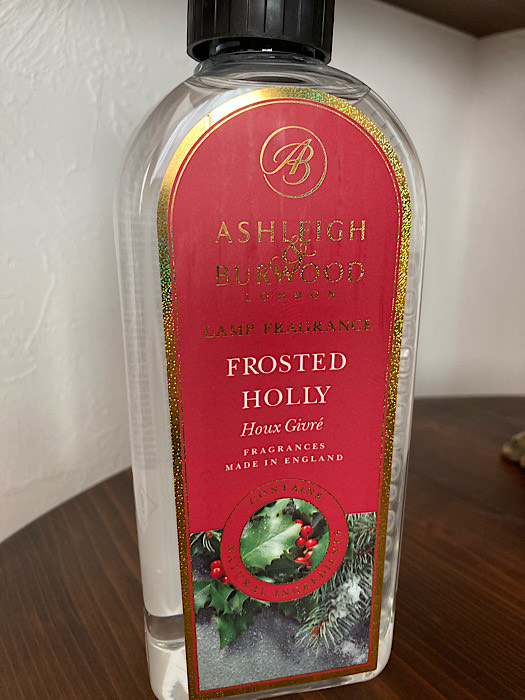 AB
ASHLEIGH
&
BURWOOD
LONDON
LAMP FRAGRANCE
FROSTED
HOLLY
Houx Givré
FRAGRANCES
MADE IN ENGLAND
CONTAINS
NATURAL INGREDIENTS